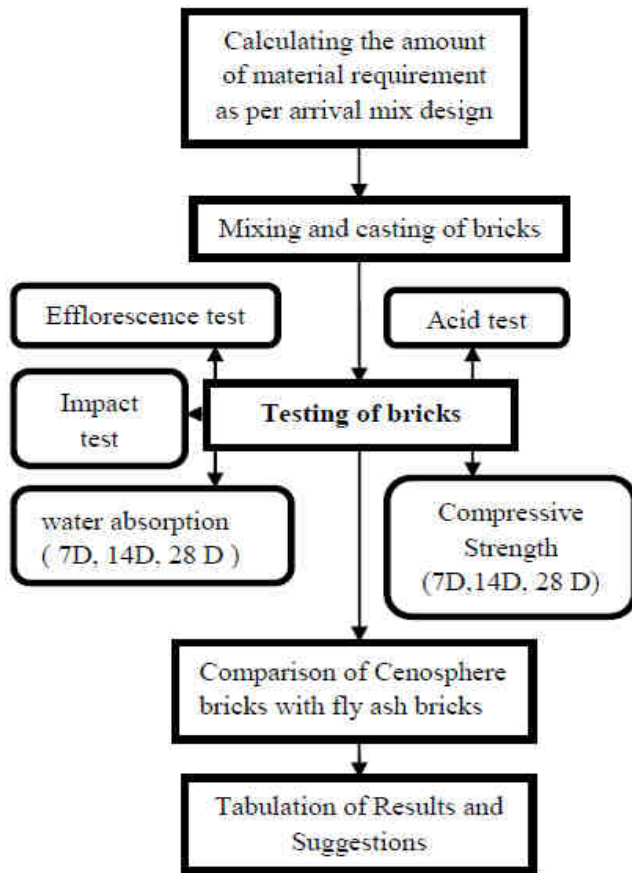 Calculating the amount
of material requirement
as per arrival mix design
Mixing and casting of bricks
Efflorescence test
Acid test
Impact
test
Testing of bricks
water absorption
( 7D, 14D, 28 D )
Compressive
Strength
(7D,14D, 28 D)
Comparison of Cenosphere
bricks with fly ash bricks
Tabulation of Results and
Suggestions